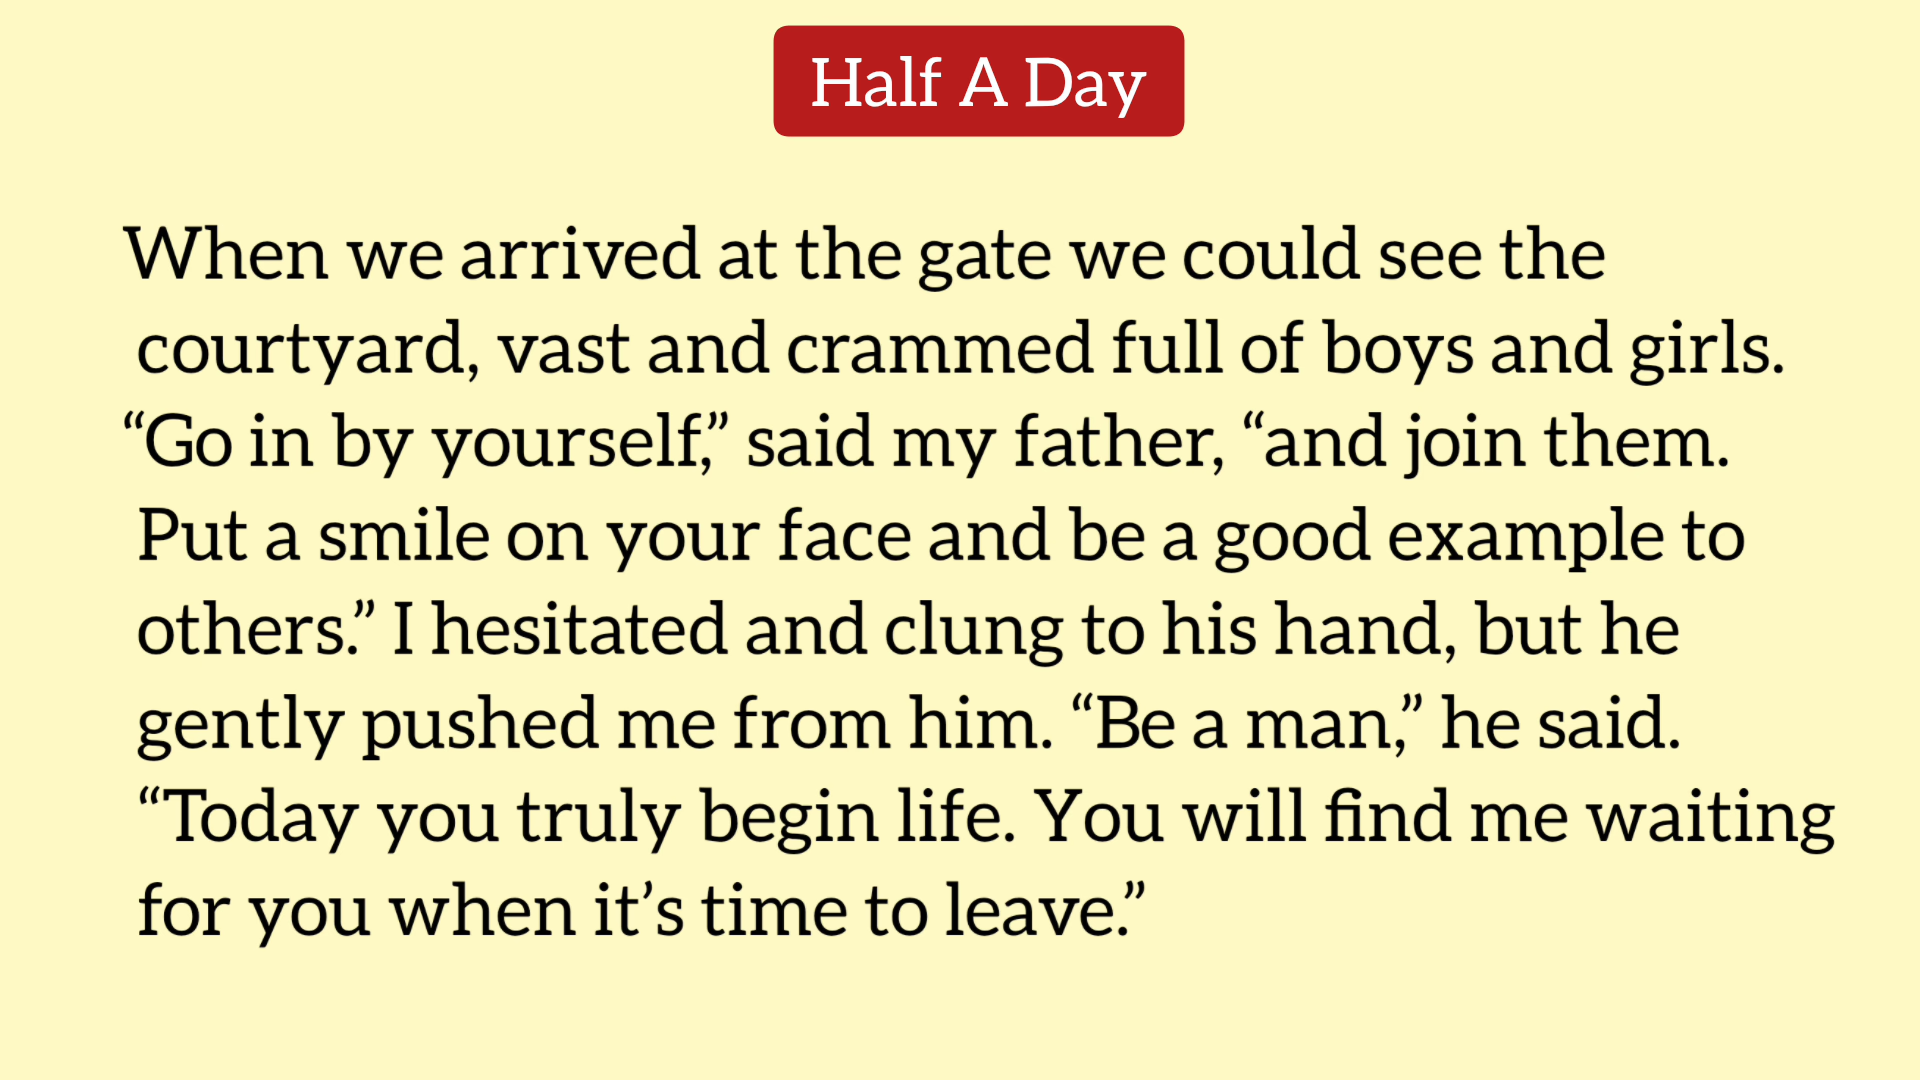 Half A Day
When we arrived at the gate we could see the
courtyard, vast and crammed full of boys and girls.
“Go in by yourself,” said my father, “and join them.
Put a smile on your face and be a good example to
others.” I hesitated and clung to his hand, but he
gently pushed me from him. “Be a man,” he said.
“Today you truly begin life. You will find me waiting
for you when it’s time to leave.”